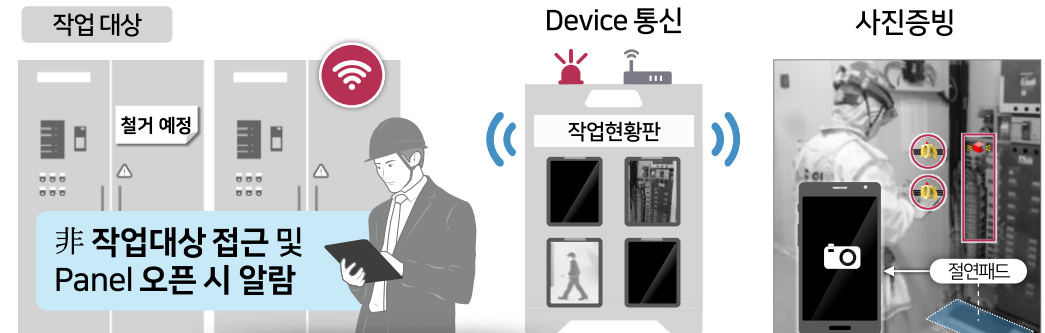 작업 대상
Device 통신
사진증빙
철거 예정
작업현황판
非 작업대상 접근 및
Panel 오픈 시 알람
절연패드